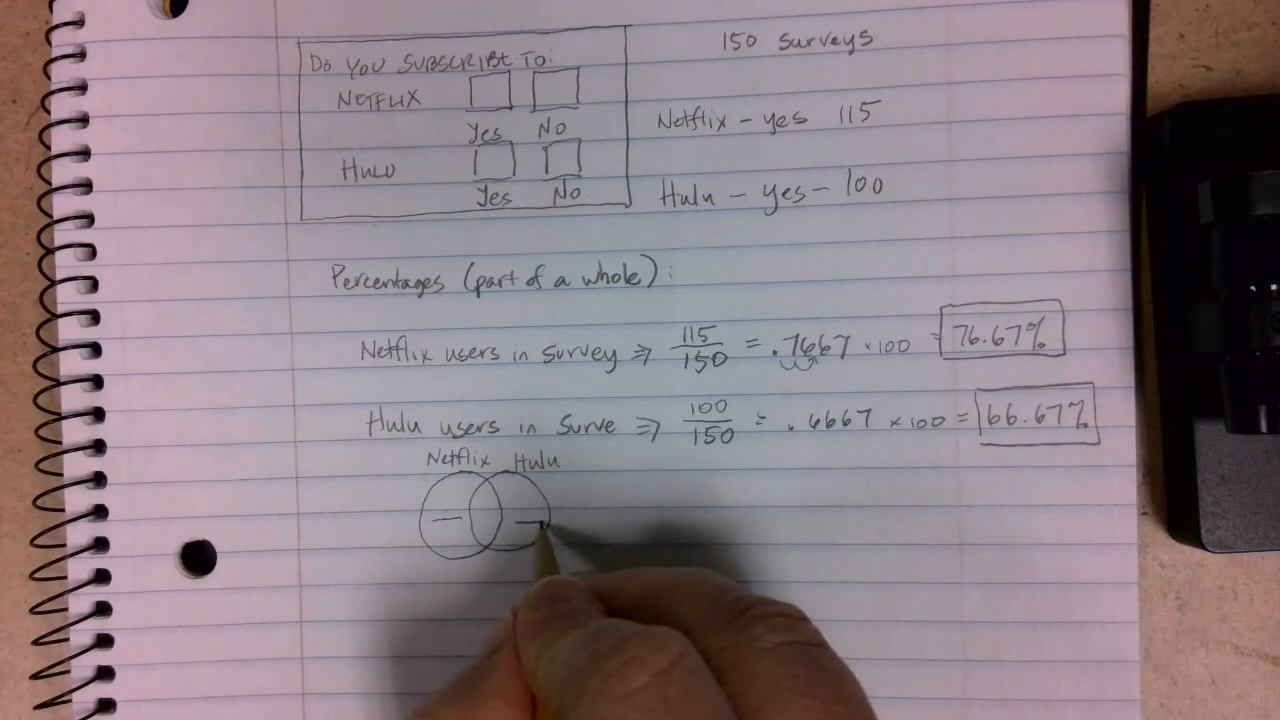 DO YOU SUBSCRIBE TO:
NETFLIX
Yes No
HULU
Yes No
150 surveys
Netflix - yes 115
Hulu - yes - 100
Percentages (part of a whole):
Netflix users in survey ⇒ 115/150 = .7667 × 100 = 76.67%
Hulu users in Surve ⇒ 100/150 = .6667 × 100 = 66.67%
Netflix Hulu